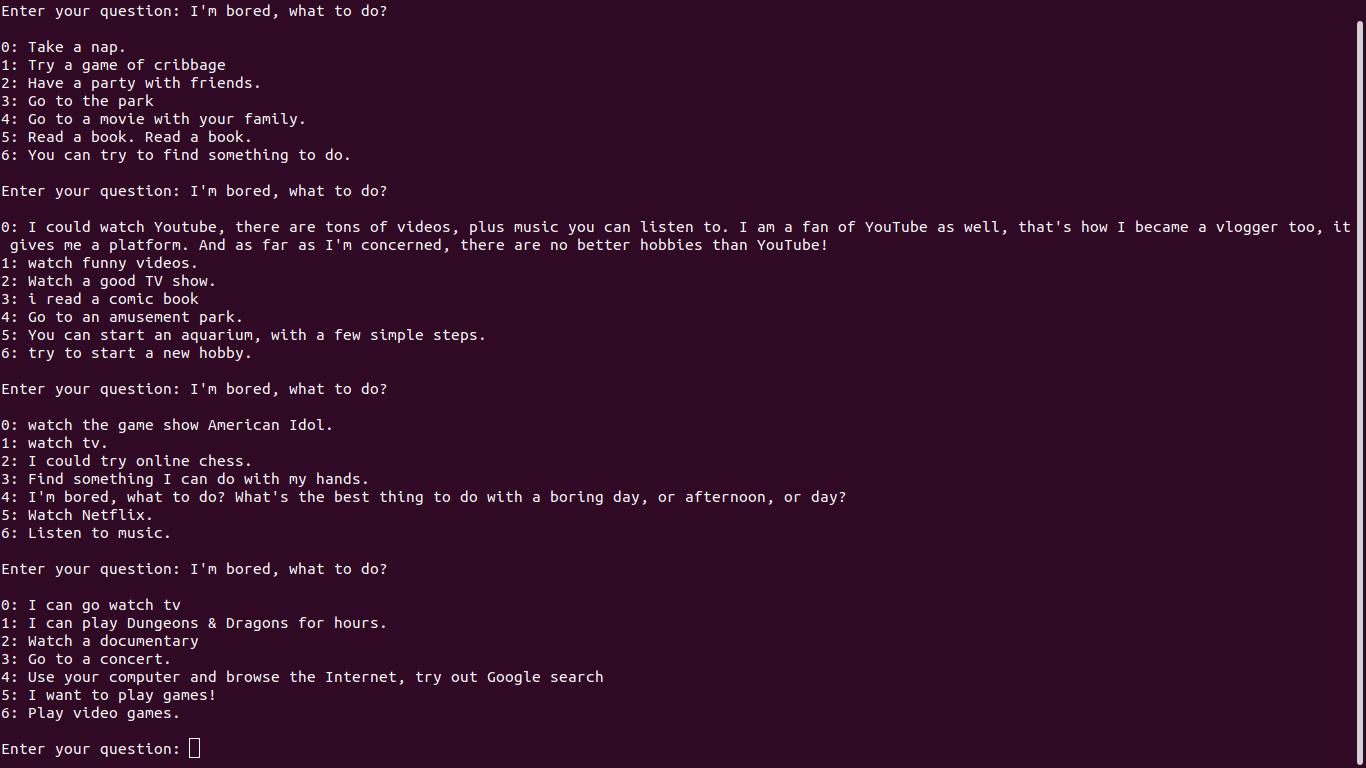 Enter your question: I'm bored, what to do?
0: Take a nap.
1: Try a game of cribbage
2: Have a party with friends.
3: Go to the park
4: Go to a movie with your family.
5: Read a book. Read a book.
6: You can try to find something to do.
Enter your question: I'm bored, what to do?
0: I could watch Youtube, there are tons of videos, plus music you can listen to. I am a fan of YouTube as well, that's how I became a vlogger too, it
gives me a platform. And as far as I'm concerned, there are no better hobbies than YouTube!
1: watch funny videos.
2: Watch a good TV show.
3: i read a comic book
4: Go to an amusement park.
5: You can start an aquarium, with a few simple steps.
6: try to start a new hobby.
Enter your question: I'm bored, what to do?
0: watch the game show American Idol.
1: watch tv.
2: I could try online chess.
3: Find something I can do with my hands.
4: I'm bored, what to do? What's the best thing to do with a boring day, or afternoon, or day?
5: Watch Netflix.
6: Listen to music.
Enter your question: I'm bored, what to do?
0: I can go watch tv
1: I can play Dungeons & Dragons for hours.
2: Watch a documentary
3: Go to a concert.
4: Use your computer and browse the Internet, try out Google search
5: I want to play games!
6: Play video games.
Enter your question: